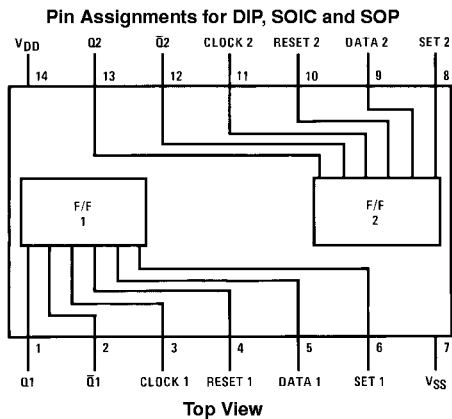 Pin Assignments for DIP, SOIC and SOP
VDD Q2 Q̅2 CLOCK 2 RESET 2 DATA 2 SET 2
14 13 12 11 10 9 8
F/F
1
F/F
2
1 2 3 4 5 6 7
Q1 Q̅1 CLOCK 1 RESET 1 DATA 1 SET 1 VSS
Top View